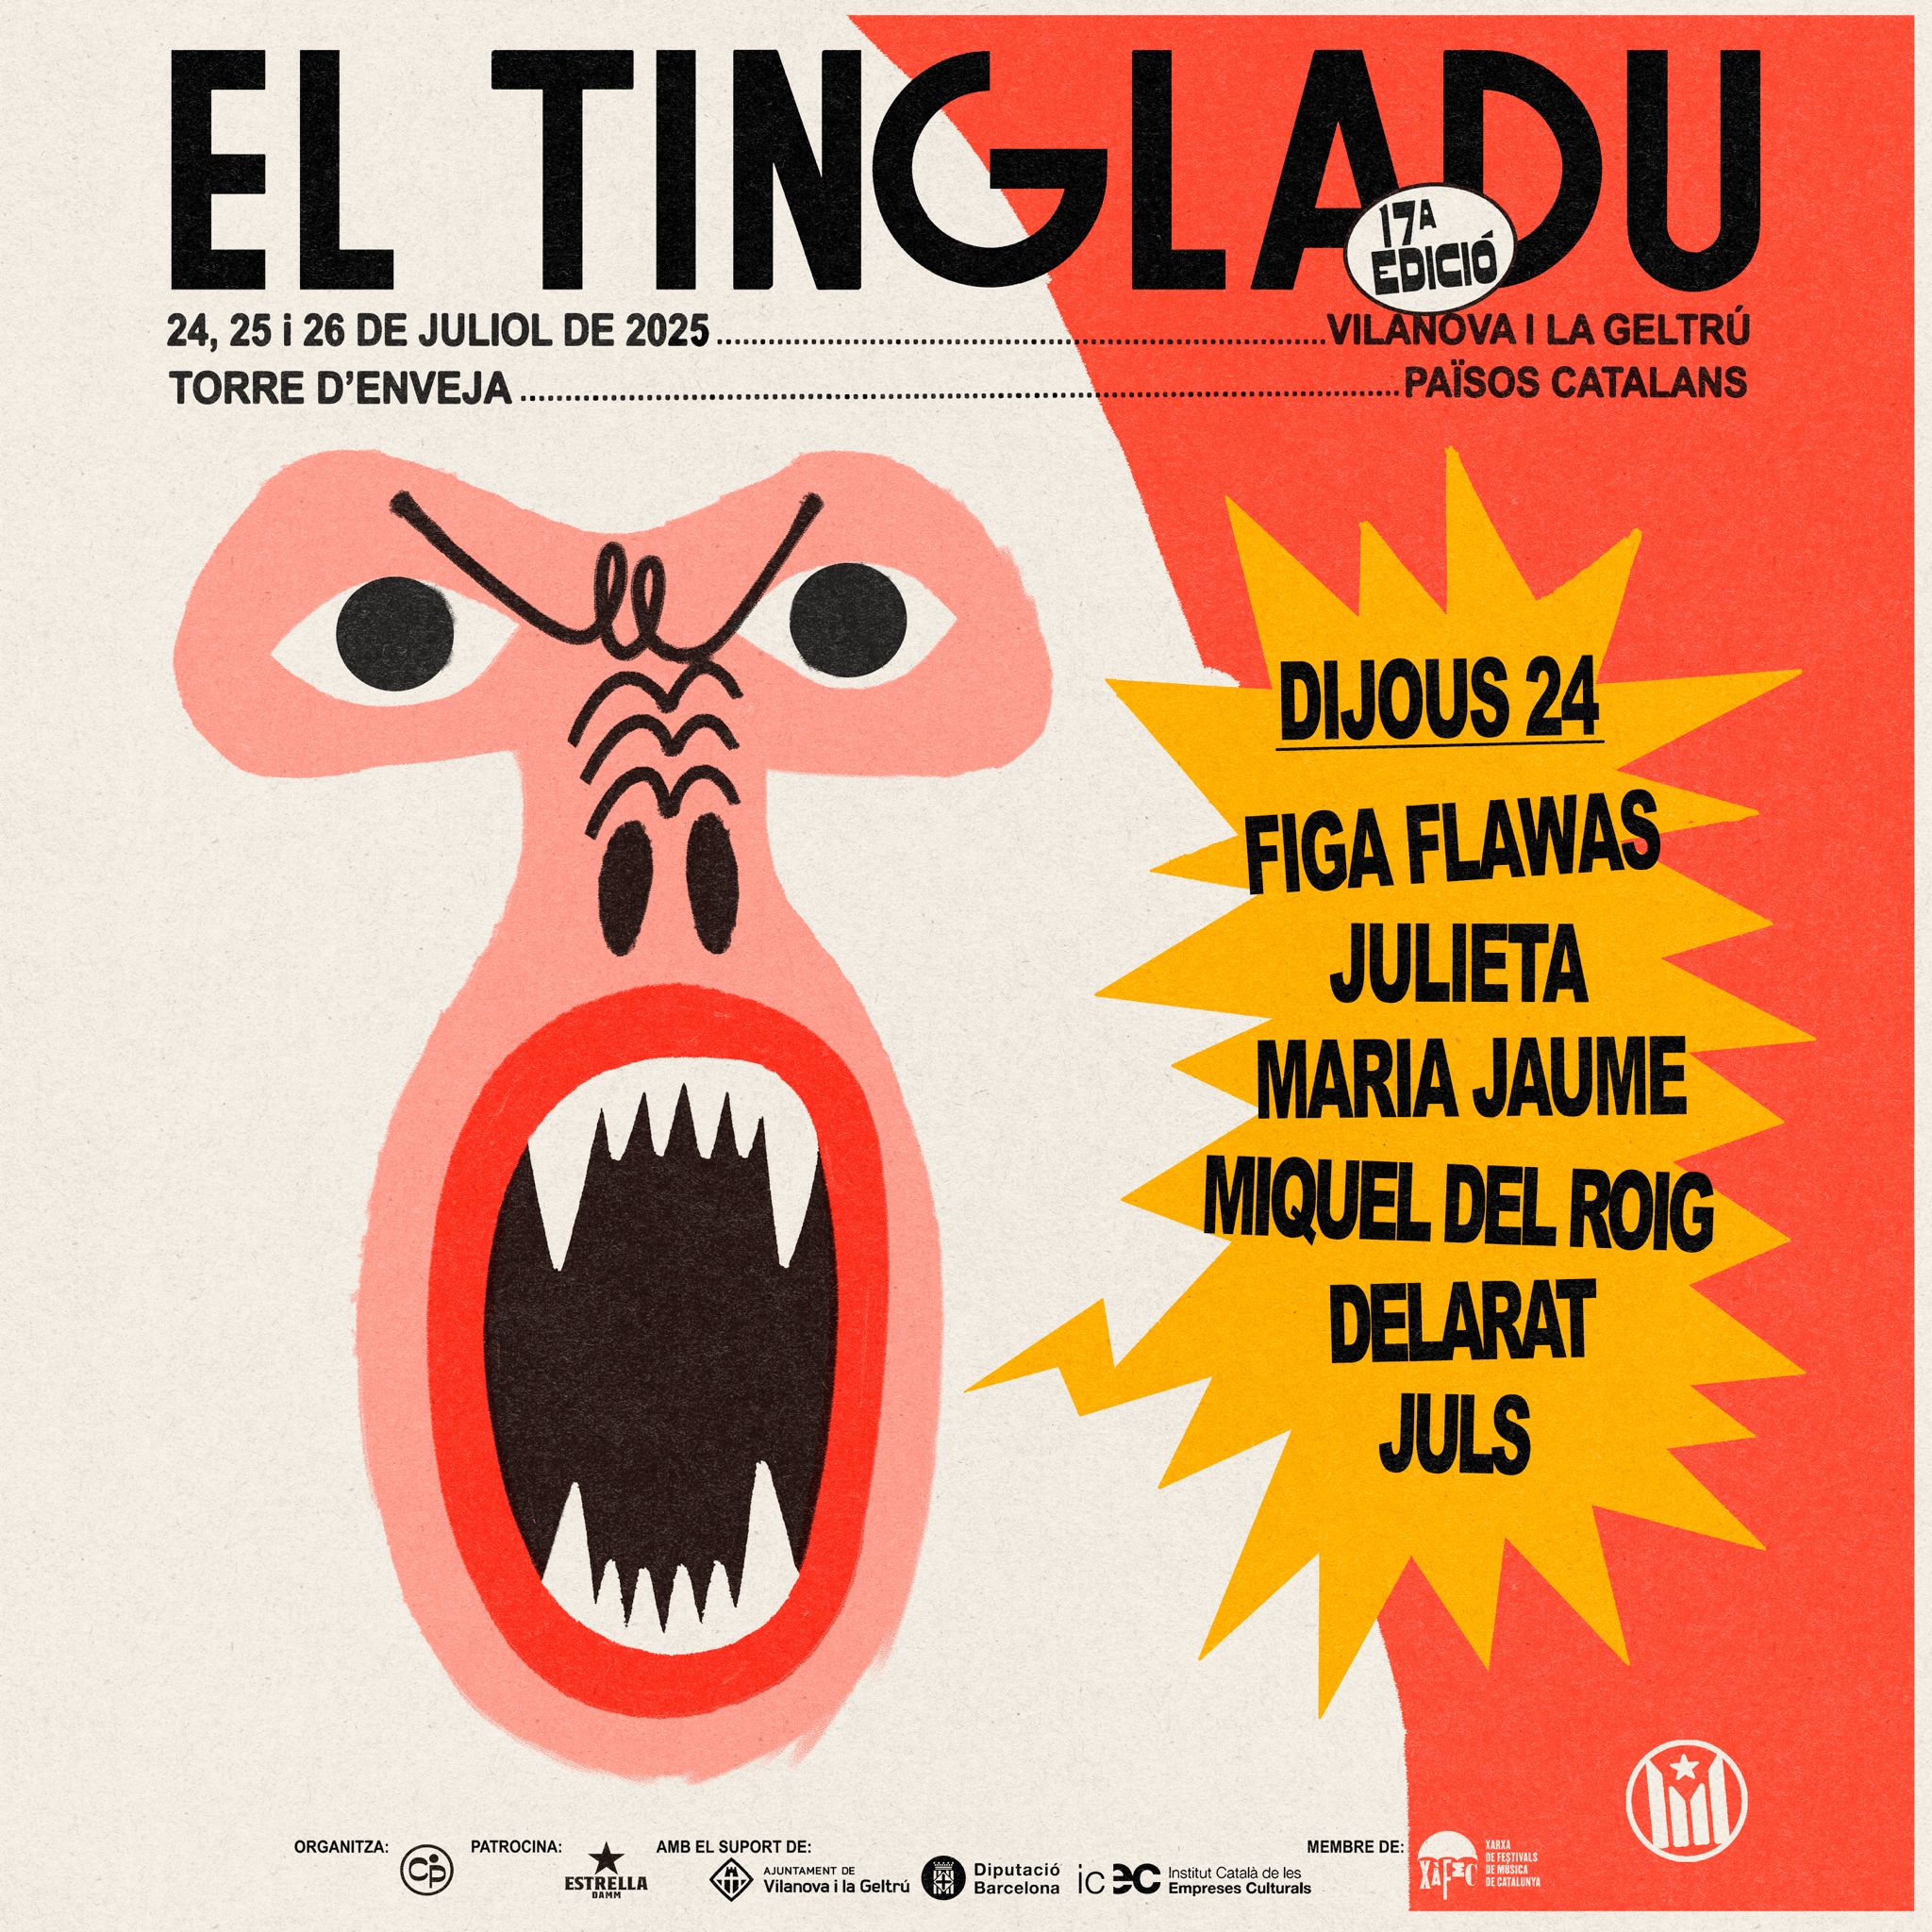 EL TINGLADU
17A
EDICIÓ
24, 25 i 26 DE JULIOL DE 2025........................VILANOVA I LA GELTRÚ
TORRE D'ENVEJA........................PAÏSOS CATALANS
DIJOUS 24
FIGA FLAWAS
JULIETA
MARIA JAUME
MIQUEL DEL ROIG
DELARAT
JULS
ORGANITZA:
CP
PATROCINA:
ESTRELLA
DAMM
AMB EL SUPORT DE:
AJUNTAMENT DE
Vilanova i la Geltrú
Diputació
Barcelona
icec
Institut Català de les
Empreses Culturals
MEMBRE DE:
XÀFEC
XARXA
DE FESTIVALS
DE MÚSICA
DE CATALUNYA